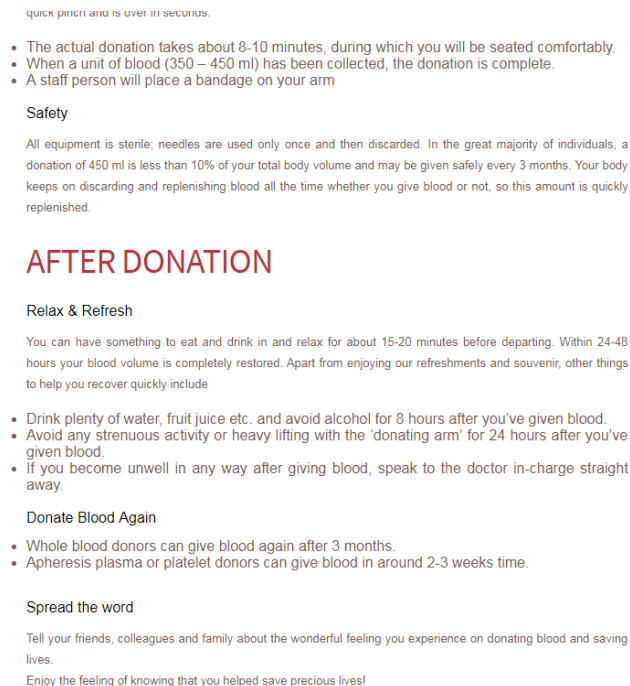 quick pinch and is over in seconds.
The actual donation takes about 8-10 minutes, during which you will be seated comfortably.
When a unit of blood (350 – 450 ml) has been collected, the donation is complete.
A staff person will place a bandage on your arm
Safety
All equipment is sterile; needles are used only once and then discarded. In the great majority of individuals, a
donation of 450 ml is less than 10% of your total body volume and may be given safely every 3 months. Your body
keeps on discarding and replenishing blood all the time whether you give blood or not, so this amount is quickly
replenished.
AFTER DONATION
Relax & Refresh
You can have something to eat and drink in and relax for about 15-20 minutes before departing. Within 24-48
hours your blood volume is completely restored. Apart from enjoying our refreshments and souvenir, other things
to help you recover quickly include
Drink plenty of water, fruit juice etc. and avoid alcohol for 8 hours after you’ve given blood.
Avoid any strenuous activity or heavy lifting with the ‘donating arm’ for 24 hours after you’ve
given blood.
If you become unwell in any way after giving blood, speak to the doctor in-charge straight
away.
Donate Blood Again
Whole blood donors can give blood again after 3 months.
Apheresis plasma or platelet donors can give blood in around 2-3 weeks time.
Spread the word
Tell your friends, colleagues and family about the wonderful feeling you experience on donating blood and saving
lives.
Enjoy the feeling of knowing that you helped save precious lives!